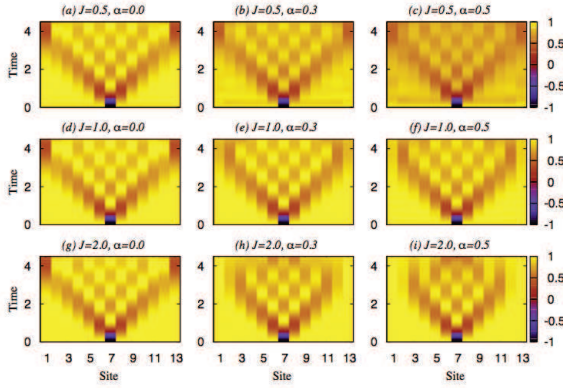 (a) J=0.5, α=0.0 (b) J=0.5, α=0.3 (c) J=0.5, α=0.5
4 1
Time 0.5
2 0
-0.5
0 -1
(d) J=1.0, α=0.0 (e) J=1.0, α=0.3 (f) J=1.0, α=0.5
4 1
Time 0.5
2 0
-0.5
0 -1
(g) J=2.0, α=0.0 (h) J=2.0, α=0.3 (i) J=2.0, α=0.5
4 1
Time 0.5
2 0
-0.5
0 -1
1 3 5 7 9 11 13 1 3 5 7 9 11 13 1 3 5 7 9 11 13
Site Site Site